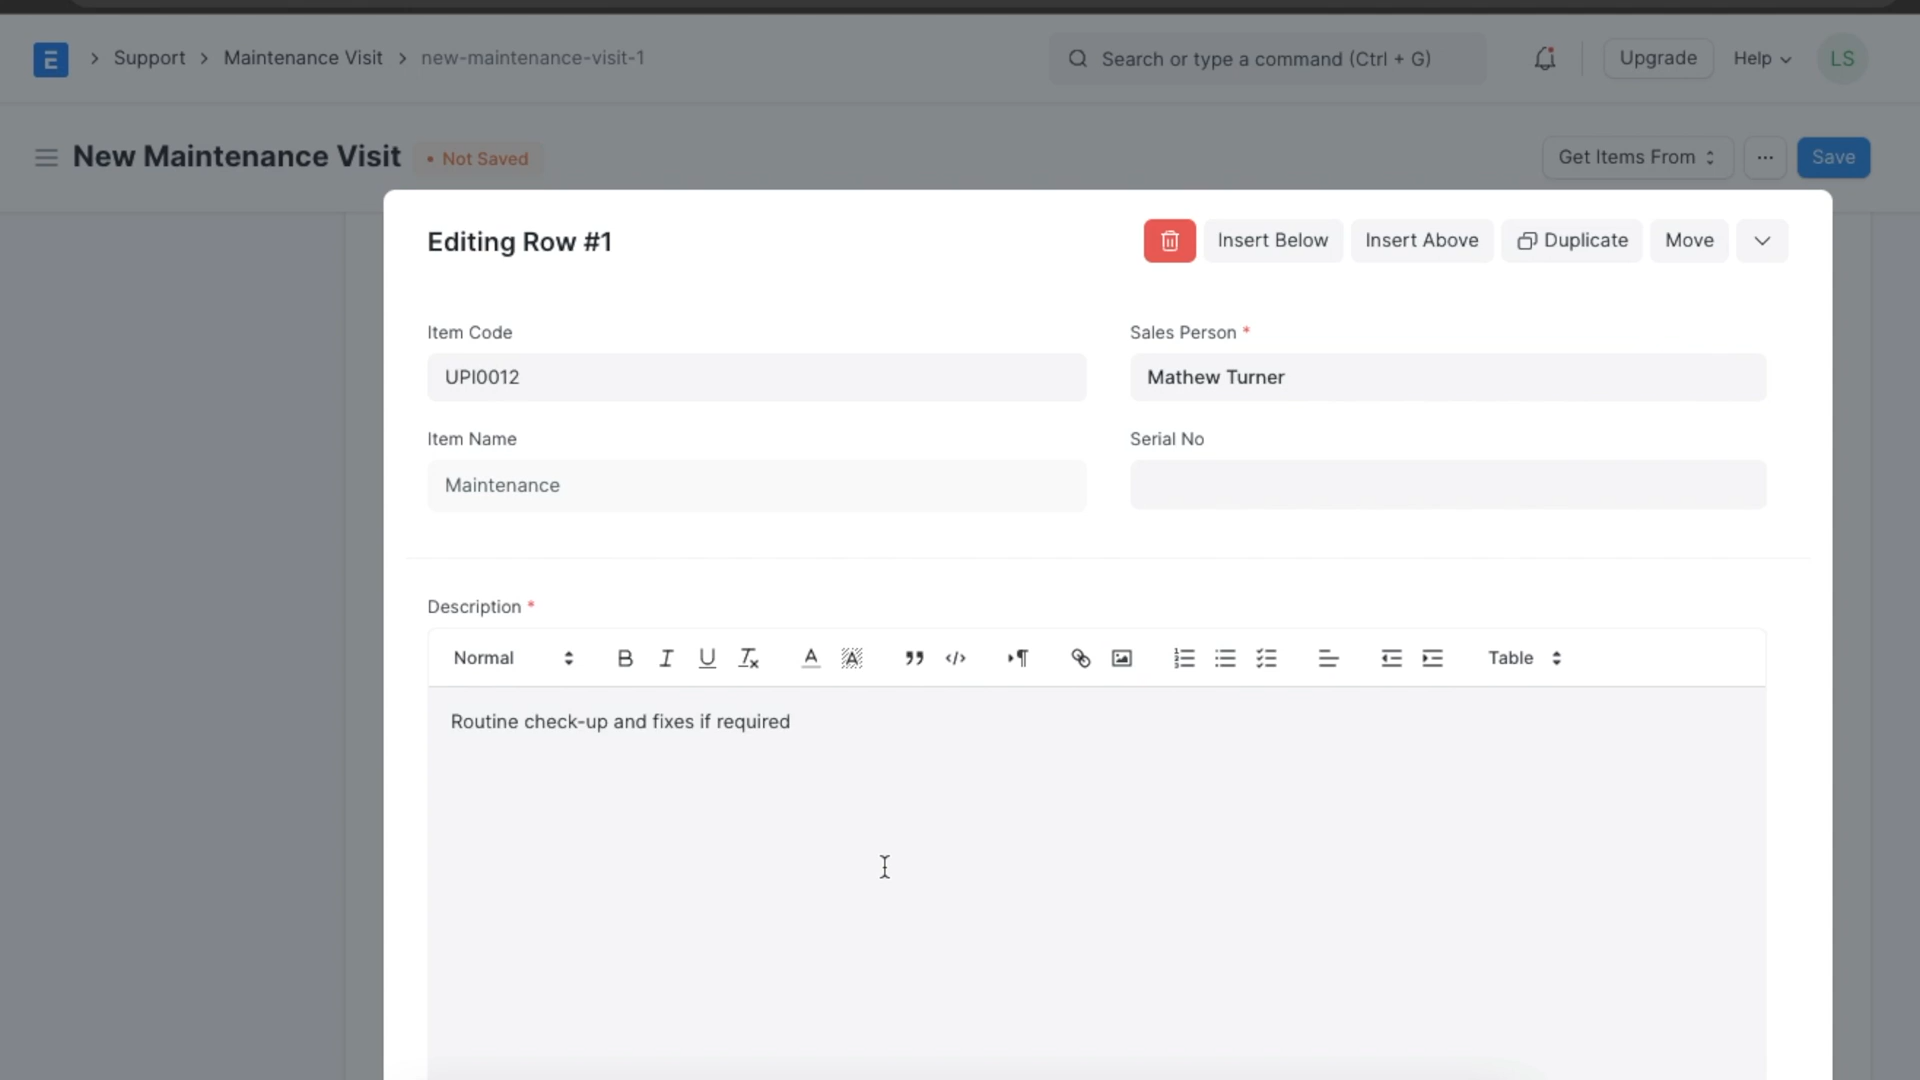 E > Support > Maintenance Visit > new-maintenance-visit-1 Search or type a command (Ctrl + G) Upgrade Help LS
New Maintenance Visit • Not Saved Get Items From ... Save
Editing Row #1 Insert Below Insert Above Duplicate Move
Item Code Sales Person *
UPI0012 Mathew Turner
Item Name Serial No
Maintenance
Description *
Normal B I U Tx A A Table
Routine check-up and fixes if required